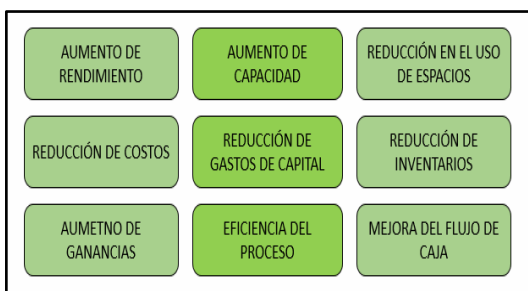 AUMENTO DE
RENDIMIENTO
AUMENTO DE
CAPACIDAD
REDUCCIÓN EN EL USO
DE ESPACIOS
REDUCCIÓN DE COSTOS
REDUCCIÓN DE
GASTOS DE CAPITAL
REDUCCIÓN DE
INVENTARIOS
AUMETNO DE
GANANCIAS
EFICIENCIA DEL
PROCESO
MEJORA DEL FLUJO DE
CAJA